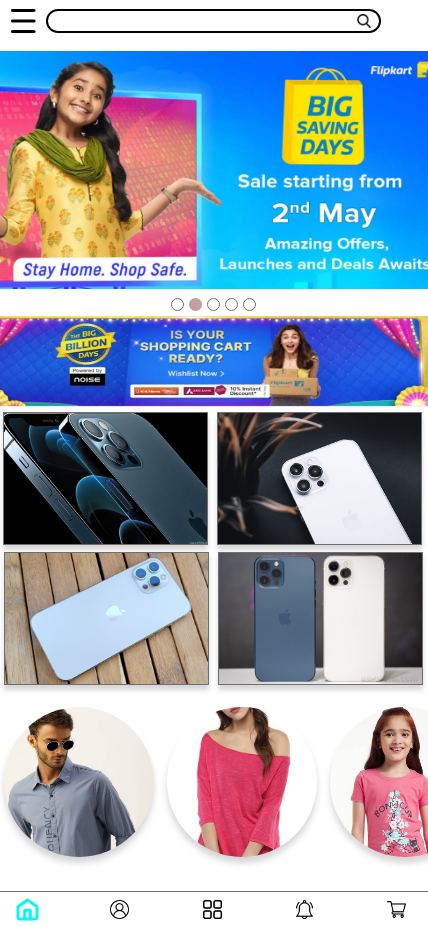 Flipkart
BIG
SAVING
DAYS
Sale starting from
2nd May
Amazing Offers,
Launches and Deals Awaits
Stay Home. Shop Safe.
THE BIG
BILLION
DAYS
Powered by
noise
IS YOUR
SHOPPING CART
READY?
Wishlist Now >
10% Instant
Discount*